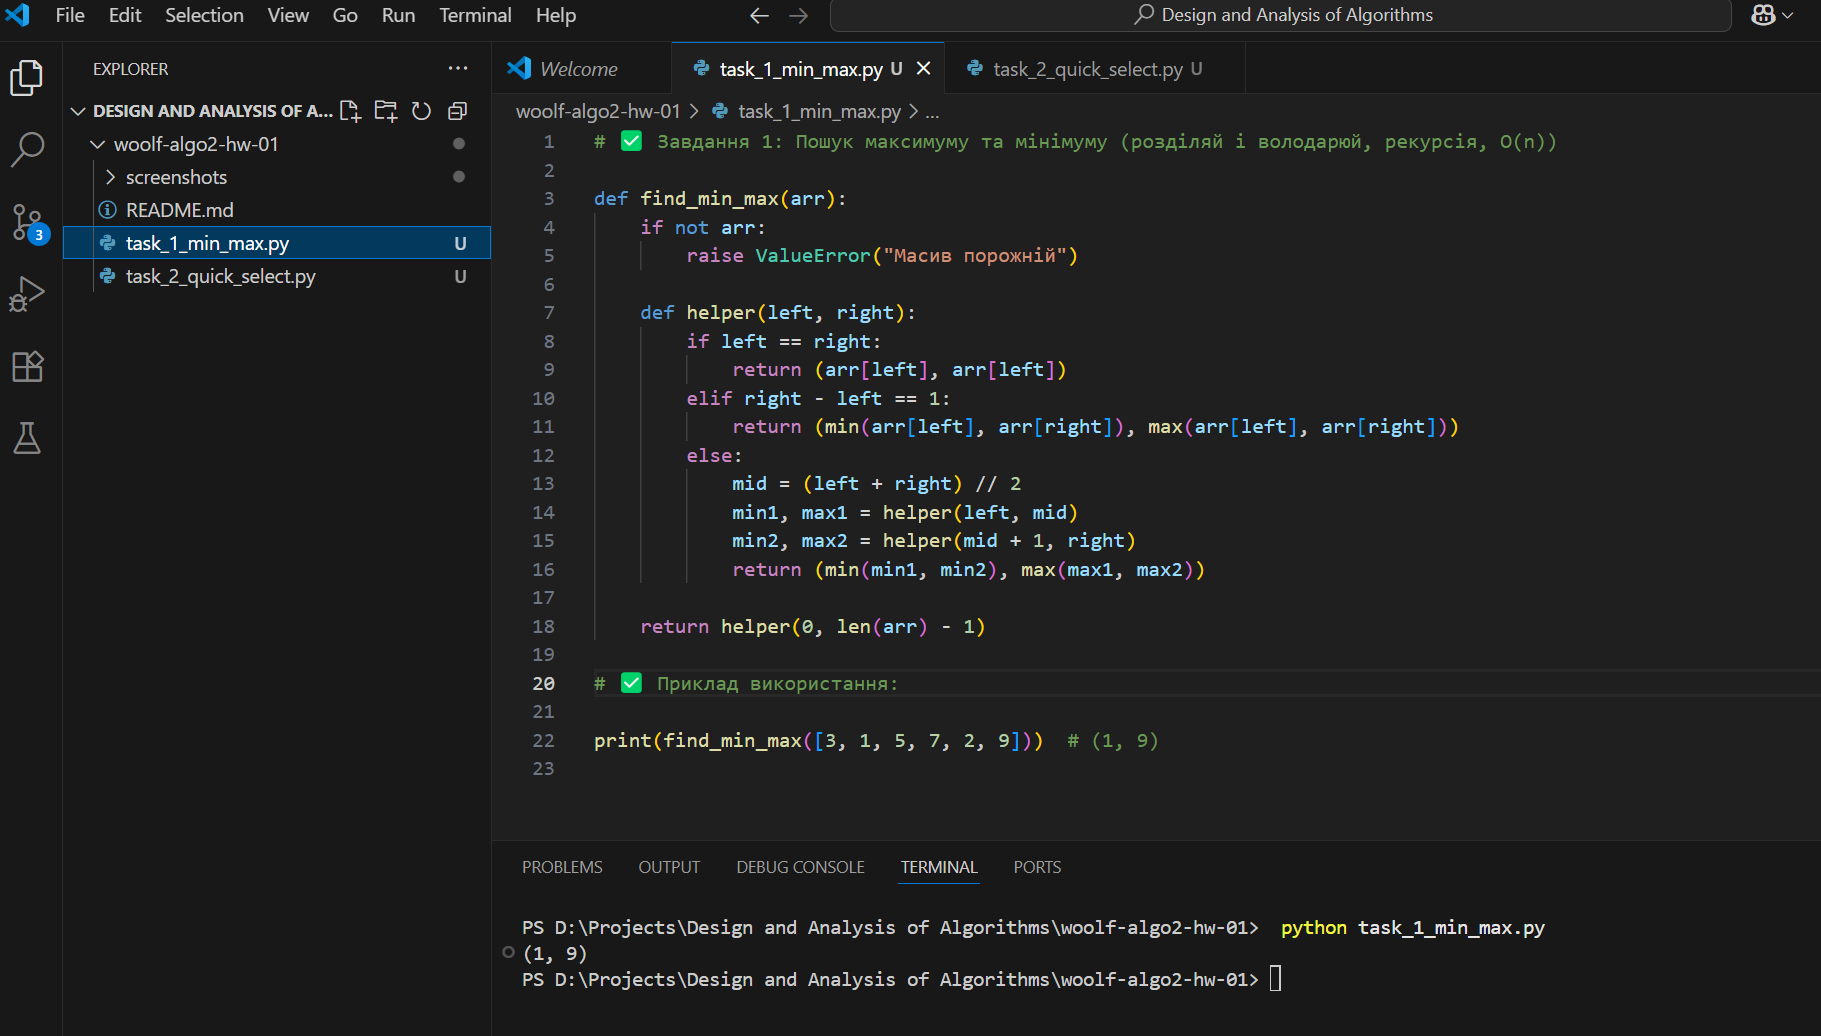 File Edit Selection View Go Run Terminal Help
Design and Analysis of Algorithms
EXPLORER
DESIGN AND ANALYSIS OF A...
woolf-algo2-hw-01
screenshots
README.md
task_1_min_max.py U
task_2_quick_select.py U
3
Welcome task_1_min_max.py U task_2_quick_select.py U
woolf-algo2-hw-01 > task_1_min_max.py > ...
1 # ✅ Завдання 1: Пошук максимуму та мінімуму (розділяй і володарюй, рекурсія, O(n))
2
3 def find_min_max(arr):
4     if not arr:
5         raise ValueError("Масив порожній")
6
7     def helper(left, right):
8         if left == right:
9             return (arr[left], arr[left])
10         elif right - left == 1:
11             return (min(arr[left], arr[right]), max(arr[left], arr[right]))
12         else:
13             mid = (left + right) // 2
14             min1, max1 = helper(left, mid)
15             min2, max2 = helper(mid + 1, right)
16             return (min(min1, min2), max(max1, max2))
17
18     return helper(0, len(arr) - 1)
19
20 # ✅ Приклад використання:
21
22 print(find_min_max([3, 1, 5, 7, 2, 9]))  # (1, 9)
23
PROBLEMS OUTPUT DEBUG CONSOLE TERMINAL PORTS
PS D:\Projects\Design and Analysis of Algorithms\woolf-algo2-hw-01>  python task_1_min_max.py
(1, 9)
PS D:\Projects\Design and Analysis of Algorithms\woolf-algo2-hw-01>